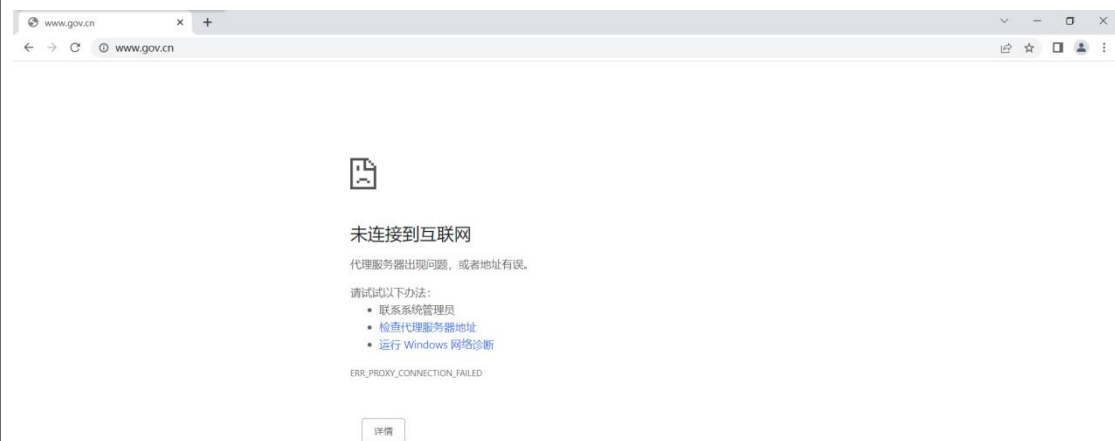 www.gov.cn
www.gov.cn
未连接到互联网
代理服务器出现问题，或者地址有误。
请试试以下办法：
• 联系系统管理员
• 检查代理服务器地址
• 运行 Windows 网络诊断
ERR_PROXY_CONNECTION_FAILED
详情